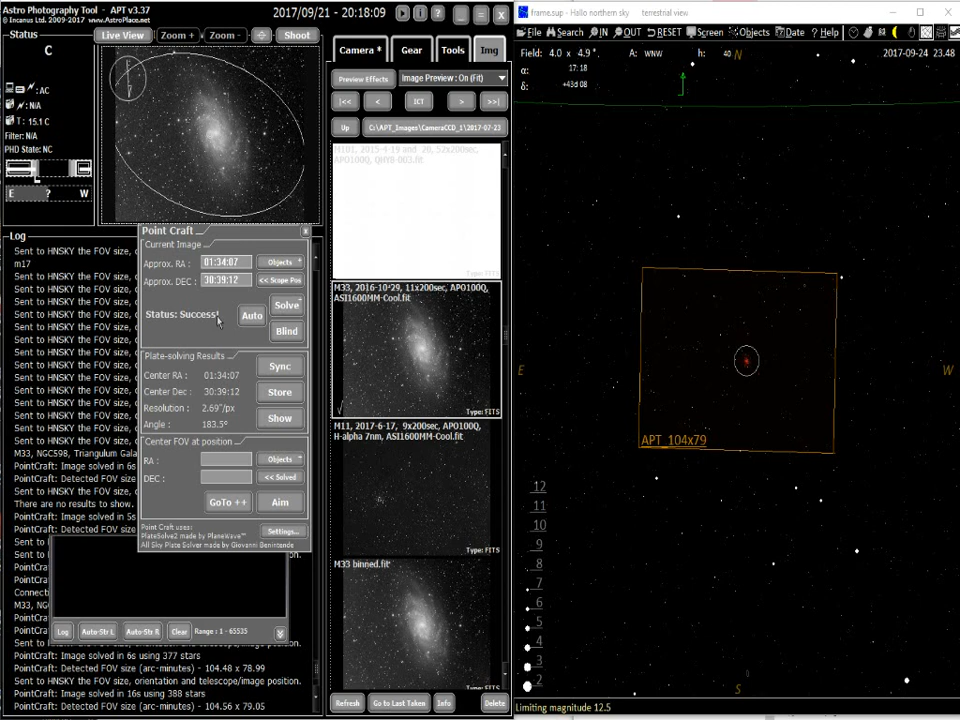 Astro Photography Tool - APT v3.37
© Incanus Ltd. 2009-2017 www.AstroPlace.net
2017/09/21 - 20:18:09
Status
C
: AC
: N/A
T: 15.1 C
Filter: N/A
PHD State: NC
E ? W
Live View
Zoom +
Zoom -
Shoot
Camera *
Gear
Tools
Img
Preview Effects
Image Preview : On (Fit)
|<<
<
ICT
>
>>|
Up
C:\APT_Images\CameraCCD_1\2017-07-23
M101, 2015-4-19 and 20, 52x200sec,
APO100Q, QHY8-003.fit
M33, 2016-10-29, 11x200sec, APO100Q,
ASI1600MM-Cool.fit
Type: FITS
M11, 2017-6-17, 9x200sec, APO100Q,
H-alpha 7nm, ASI1600MM-Cool.fit
Type: FITS
M33 binned.fit
Type: FITS
Refresh
Go to Last Taken
Info
Delete
Log
Sent to HNSKY the FOV size,
m17
Sent to HNSKY the FOV size,
Sent to HNSKY the FOV size,
Sent to HNSKY the FOV size,
Sent to HNSKY the FOV size,
Sent to HNSKY the FOV size,
Sent to HNSKY the FOV size,
Sent to HNSKY the FOV size,
Sent to HNSKY the FOV size,
Sent to HNSKY the FOV size,
Sent to HNSKY the FOV size,
Sent to HNSKY the FOV size,
Sent to HNSKY the FOV size,
Sent to HNSKY the FOV size,
Sent to HNSKY the FOV size,
M33, NGC598, Triangulum Gala
PointCraft: Image solved in 6s
PointCraft: Detected FOV size
Sent to HNSKY the FOV size,
There are no results to show.
PointCraft: Image solved in 5s
PointCraft: Detected FOV size
Sent to HNSKY the FOV size
PointCraft: Image solved in 6s using 377 stars
PointCraft: Detected FOV size (arc-minutes) - 104.48 x 78.99
Sent to HNSKY the FOV size, orientation and telescope/image position.
PointCraft: Image solved in 16s using 388 stars
PointCraft: Detected FOV size (arc-minutes) - 104.56 x 79.05
Log
Auto-Str L
Auto-Str R
Clear
Range : 1 - 65535
Point Craft
x
Current Image
Approx. RA : 01:34:07
Objects
Approx. DEC : 30:39:12
<< Scope Pos
Status: Success!
Auto
Solve
Blind
Plate-solving Results
Center RA : 01:34:07
Center Dec : 30:39:12
Resolution : 2.69"/px
Angle : 183.5°
Sync
Store
Show
Center FOV at position
RA :
Objects
DEC :
<< Solved
GoTo ++
Aim
Point Craft uses:
PlateSolve2 made by PlaneWave™
All Sky Plate Solver made by Giovanni Benintende
Settings...
frame.sup - Hallo northern sky terrestrial view
File
Search
IN
OUT
RESET
Screen
Objects
Date
Help
Field: 4.0 x 4.9 °
A: WNW
h: 40
N
2017-09-24 23.48
α: 17:18
δ: +43d 08
E
W
S
APT_104x79
12
11
10
9
8
7
6
5
4
3
2
Limiting magnitude 12.5